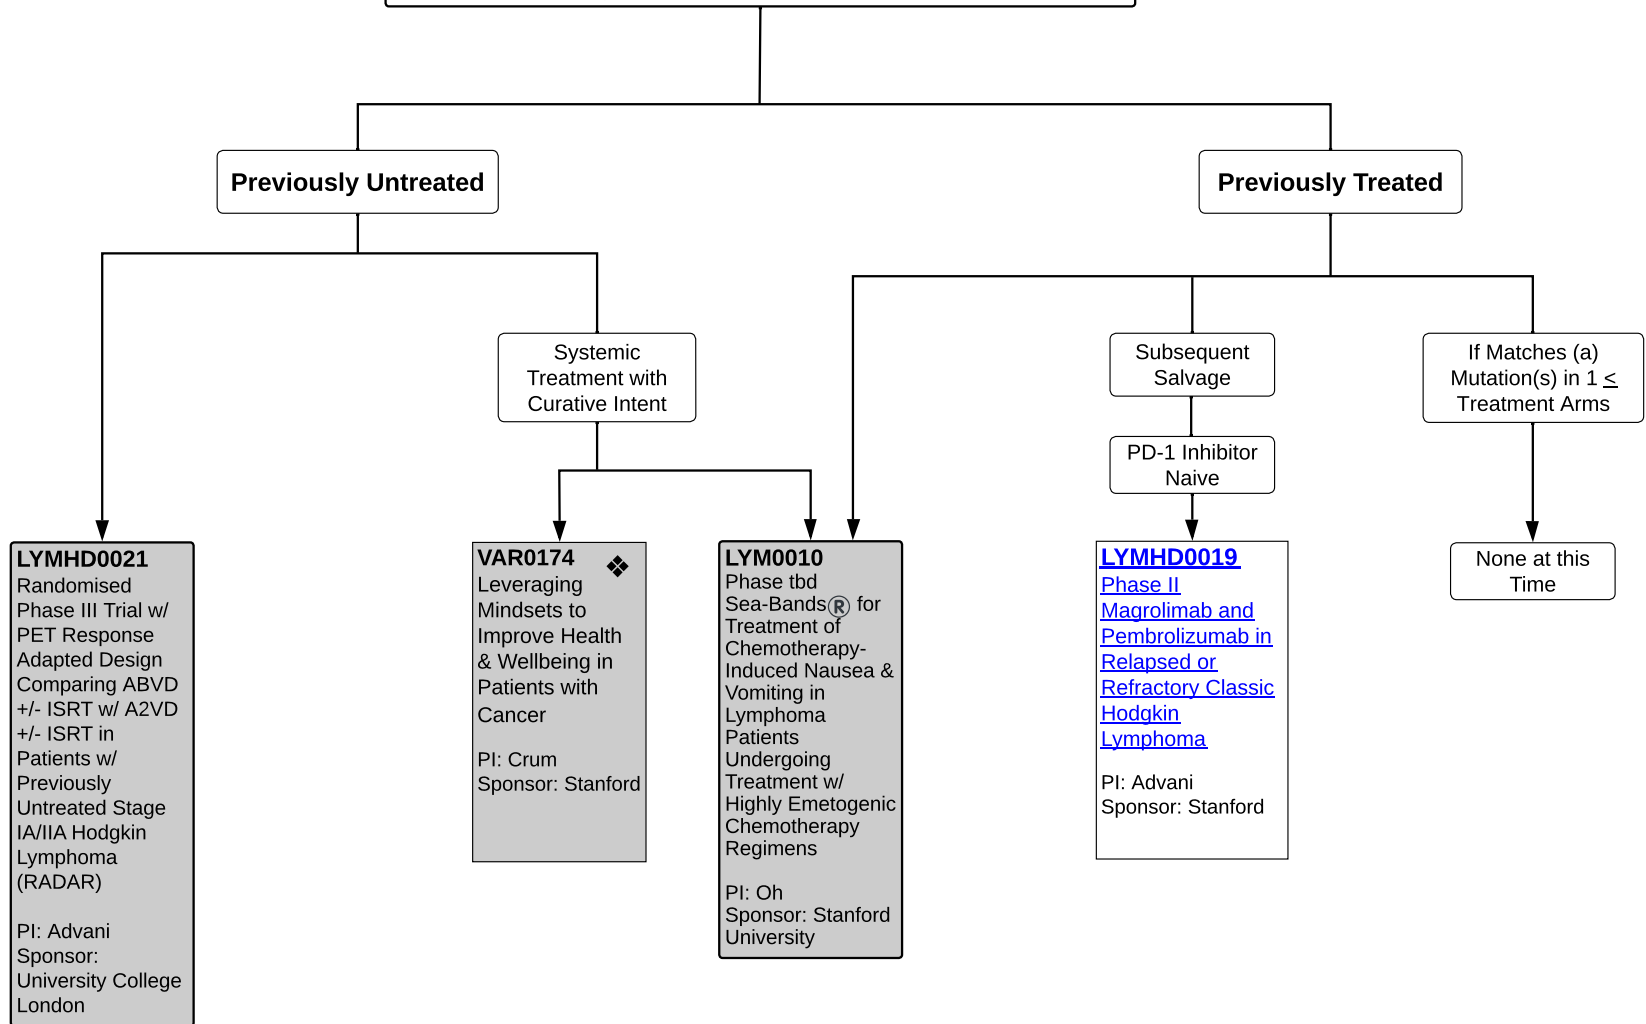 Previously Untreated
Previously Treated
Systemic
Treatment with
Curative Intent
Subsequent
Salvage
If Matches (a)
Mutation(s) in 1 <
Treatment Arms
PD-1 Inhibitor
Naive
LYMHD0021
Randomised
Phase III Trial w/
PET Response
Adapted Design
Comparing ABVD
+/- ISRT w/ A2VD
+/- ISRT in
Patients w/
Previously
Untreated Stage
IA/IIA Hodgkin
Lymphoma
(RADAR)
PI: Advani
Sponsor:
University College
London
VAR0174 ❖
Leveraging
Mindsets to
Improve Health
& Wellbeing in
Patients with
Cancer
PI: Crum
Sponsor: Stanford
LYM0010
Phase tbd
Sea-Bands® for
Treatment of
Chemotherapy-
Induced Nausea &
Vomiting in
Lymphoma
Patients
Undergoing
Treatment w/
Highly Emetogenic
Chemotherapy
Regimens
PI: Oh
Sponsor: Stanford
University
LYMHD0019
Phase II
Magrolimab and
Pembrolizumab in
Relapsed or
Refractory Classic
Hodgkin
Lymphoma
PI: Advani
Sponsor: Stanford
None at this
Time